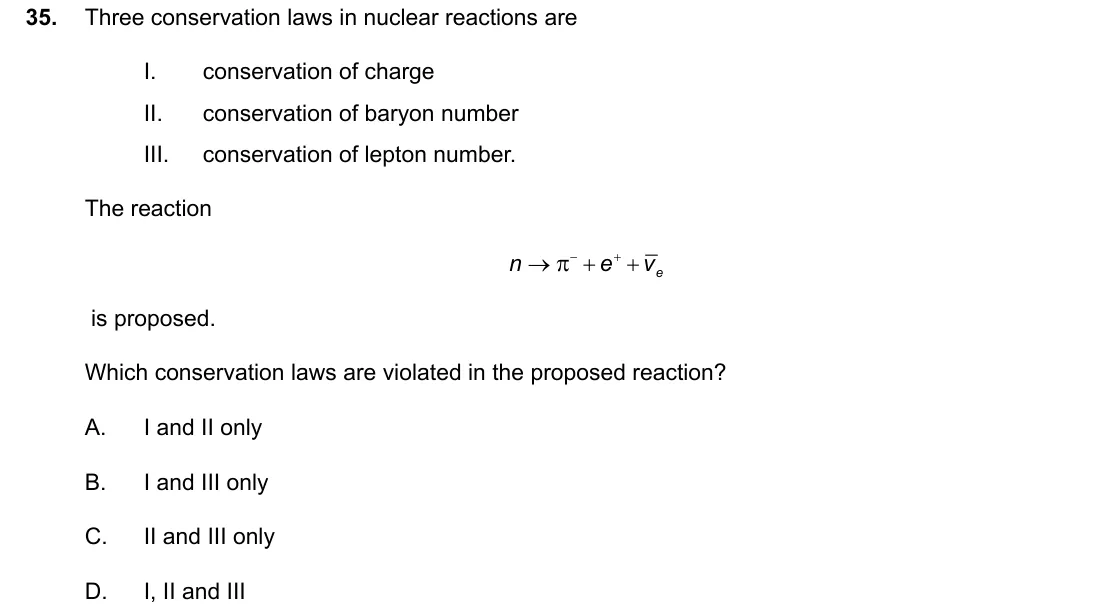 35. Three conservation laws in nuclear reactions are
I. conservation of charge
II. conservation of baryon number
III. conservation of lepton number.
The reaction
n → π⁻ + e⁺ + v̅ₑ
is proposed.
Which conservation laws are violated in the proposed reaction?
A. I and II only
B. I and III only
C. II and III only
D. I, II and III